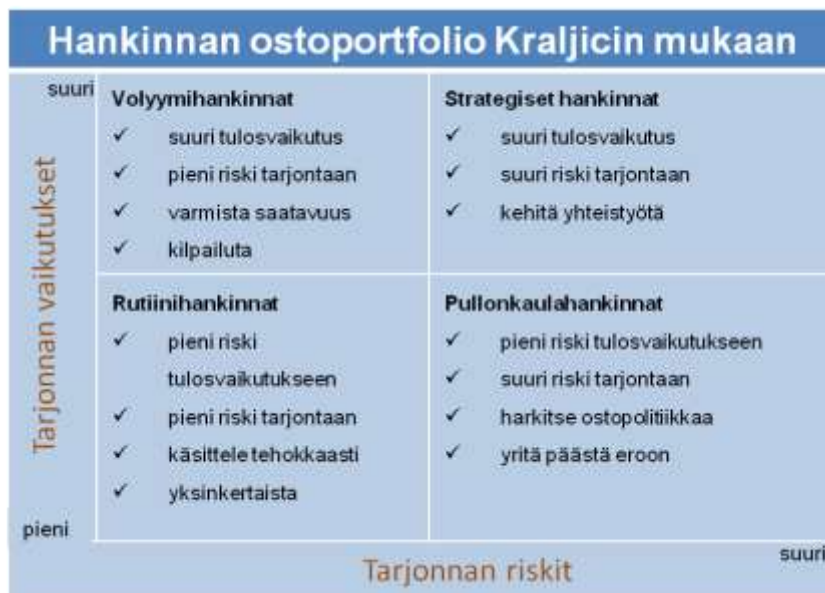 Hankinnan ostoportfolio Kraljicin mukaan
suuri
Tarjonnan vaikutukset
pieni
Volyymihankinnat
✓ suuri tulosvaikutus
✓ pieni riski tarjontaan
✓ varmista saatavuus
✓ kilpailuta
Strategiset hankinnat
✓ suuri tulosvaikutus
✓ suuri riski tarjontaan
✓ kehitä yhteistyötä
Rutiinihankinnat
✓ pieni riski
tulosvaikutukseen
✓ pieni riski tarjontaan
✓ käsittele tehokkaasti
✓ yksinkertaista
Pullonkaulahankinnat
✓ pieni riski tulosvaikutukseen
✓ suuri riski tarjontaan
✓ harkitse ostopolitiikkaa
✓ yritä päästä eroon
Tarjonnan riskit
suuri